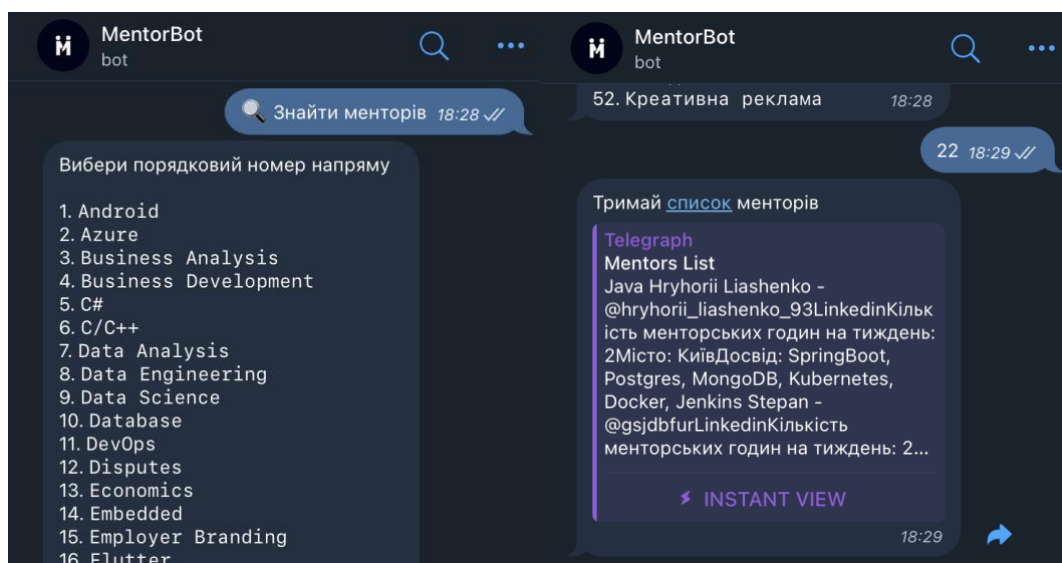 MentorBot
bot
🔍 Знайти менторів 18:28
Вибери порядковий номер напряму
1. Android
2. Azure
3. Business Analysis
4. Business Development
5. C#
6. C/C++
7. Data Analysis
8. Data Engineering
9. Data Science
10. Database
11. DevOps
12. Disputes
13. Economics
14. Embedded
15. Employer Branding
16. Flutter
MentorBot
bot
52. Креативна реклама 18:28
22 18:29
Тримай список менторів
Telegraph
Mentors List
Java Hryhorii Liashenko -
@hryhorii_liashenko_93LinkedinКільк
ість менторських годин на тиждень:
2Місто: КиївДосвід: SpringBoot,
Postgres, MongoDB, Kubernetes,
Docker, Jenkins Stepan -
@gsjdbfurLinkedinКількість
менторських годин на тиждень: 2...
INSTANT VIEW
18:29